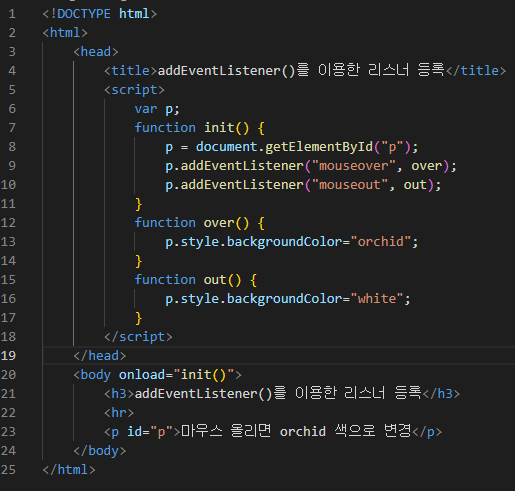 1 <!DOCTYPE html>
2 <html>
3 <head>
4 <title>addEventListener()를 이용한 리스너 등록</title>
5 <script>
6 var p;
7 function init() {
8 p = document.getElementById("p");
9 p.addEventListener("mouseover", over);
10 p.addEventListener("mouseout", out);
11 }
12 function over() {
13 p.style.backgroundColor="orchid";
14 }
15 function out() {
16 p.style.backgroundColor="white";
17 }
18 </script>
19 </head>
20 <body onload="init()">
21 <h3>addEventListener()를 이용한 리스너 등록</h3>
22 <hr>
23 <p id="p">마우스 올리면 orchid 색으로 변경</p>
24 </body>
25 </html>